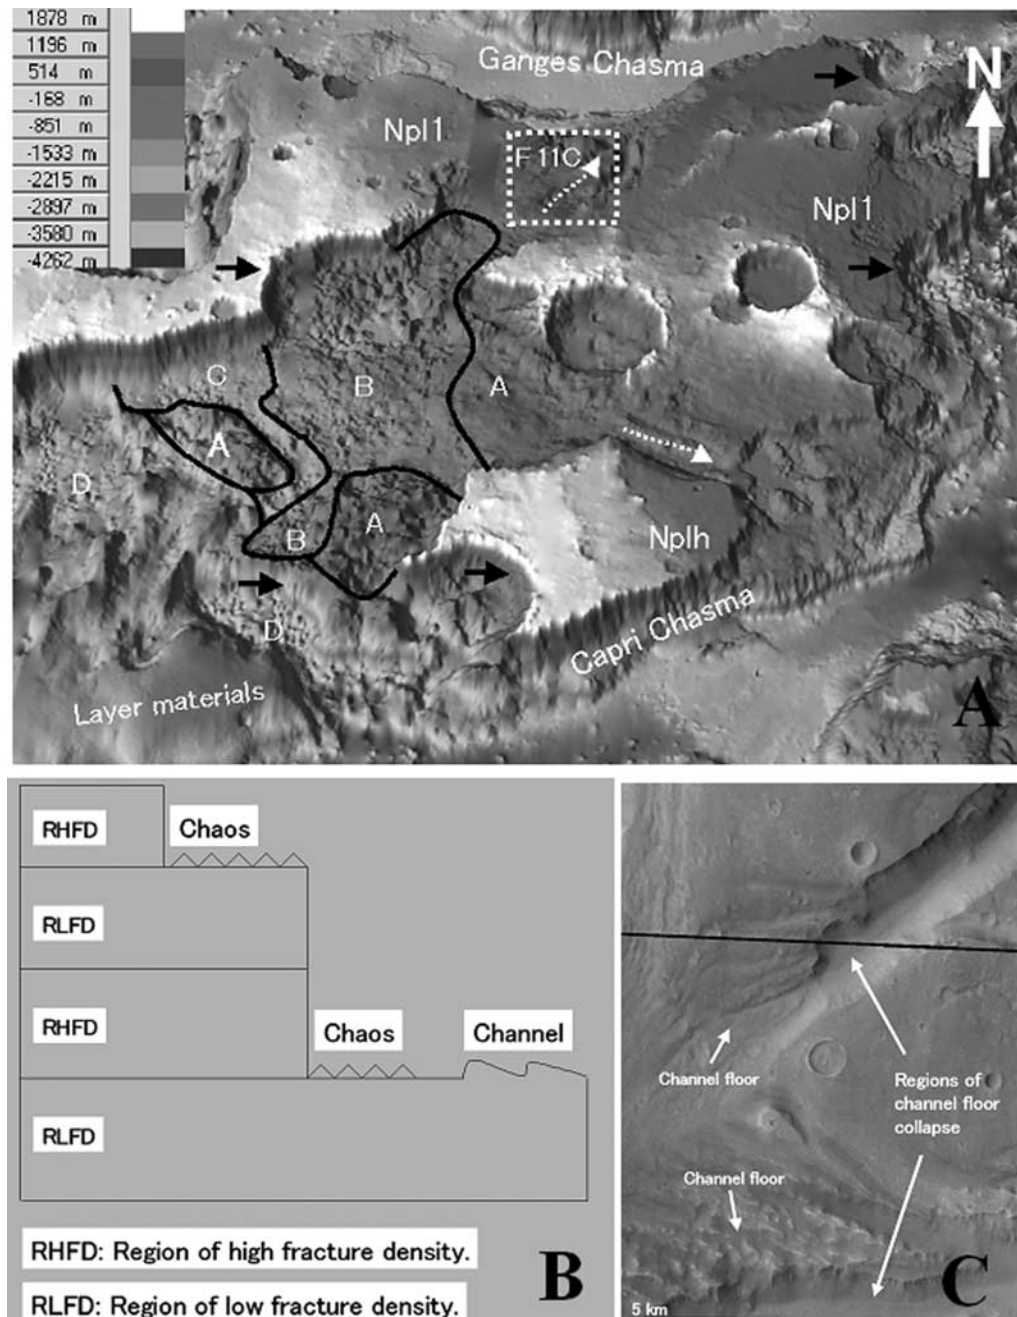 1878 m
1196 m
514 m
-168 m
-851 m
-1533 m
-2215 m
-2897 m
-3580 m
-4262 m
Ganges Chasma
N
Npl1
F11C
Npl1
C
B
A
A
D
B
A
Nplh
D
Capri Chasma
Layer materials
A
RHFD
Chaos
RLFD
RHFD
Chaos
Channel
RLFD
RHFD: Region of high fracture density.
RLFD: Region of low fracture density.
B
Channel floor
Regions of
channel floor
collapse
Channel floor
5 km
C